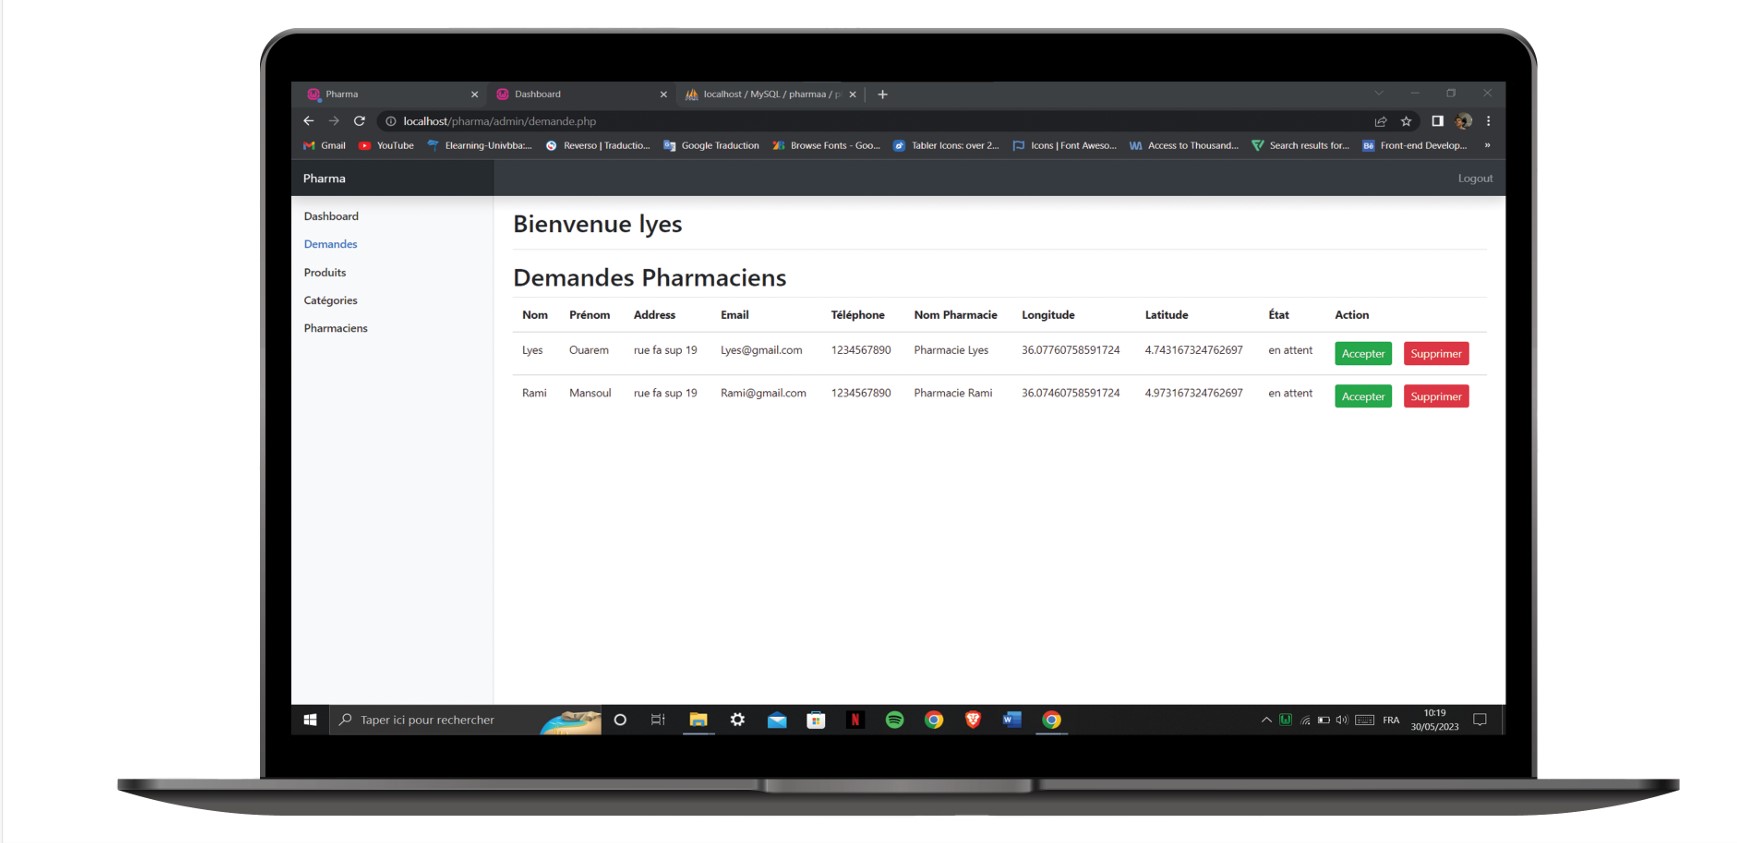 Pharma
Dashboard
localhost / MySQL / pharmaa / p
localhost/pharma/admin/demande.php
Gmail YouTube Elearning-Univbba:... Reverso | Traductio... Google Traduction Browse Fonts - Goo... Tabler Icons: over 2... Icons | Font Aweso... Access to Thousand... Search results for... Front-end Develop... »
Pharma
Logout
Dashboard
Demandes
Produits
Catégories
Pharmaciens
Bienvenue lyes
Demandes Pharmaciens
Nom Prénom Address Email Téléphone Nom Pharmacie Longitude Latitude État Action
Lyes Ouarem rue fa sup 19 Lyes@gmail.com 1234567890 Pharmacie Lyes 36.07760758591724 4.743167324762697 en attent Accepter Supprimer
Rami Mansoul rue fa sup 19 Rami@gmail.com 1234567890 Pharmacie Rami 36.07460758591724 4.973167324762697 en attent Accepter Supprimer
Taper ici pour rechercher
FRA
10:19
30/05/2023